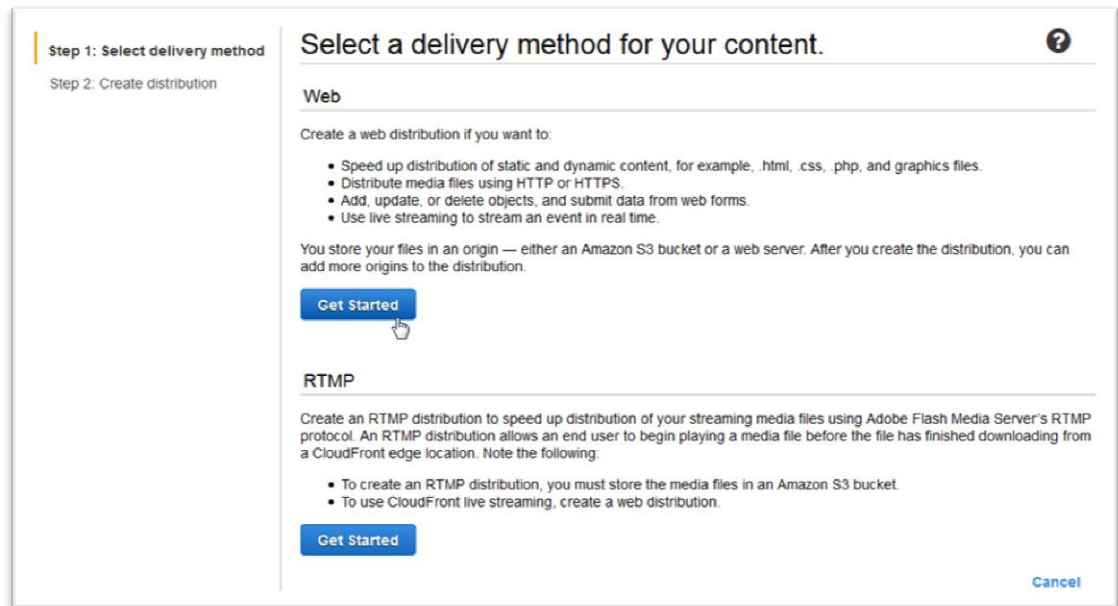 Step 1: Select delivery method
Step 2: Create distribution
Select a delivery method for your content.
?
Web
Create a web distribution if you want to:
• Speed up distribution of static and dynamic content, for example, .html, .css, .php, and graphics files.
• Distribute media files using HTTP or HTTPS.
• Add, update, or delete objects, and submit data from web forms.
• Use live streaming to stream an event in real time.
You store your files in an origin — either an Amazon S3 bucket or a web server. After you create the distribution, you can
add more origins to the distribution.
Get Started
RTMP
Create an RTMP distribution to speed up distribution of your streaming media files using Adobe Flash Media Server's RTMP
protocol. An RTMP distribution allows an end user to begin playing a media file before the file has finished downloading from
a CloudFront edge location. Note the following:
• To create an RTMP distribution, you must store the media files in an Amazon S3 bucket.
• To use CloudFront live streaming, create a web distribution.
Get Started
Cancel